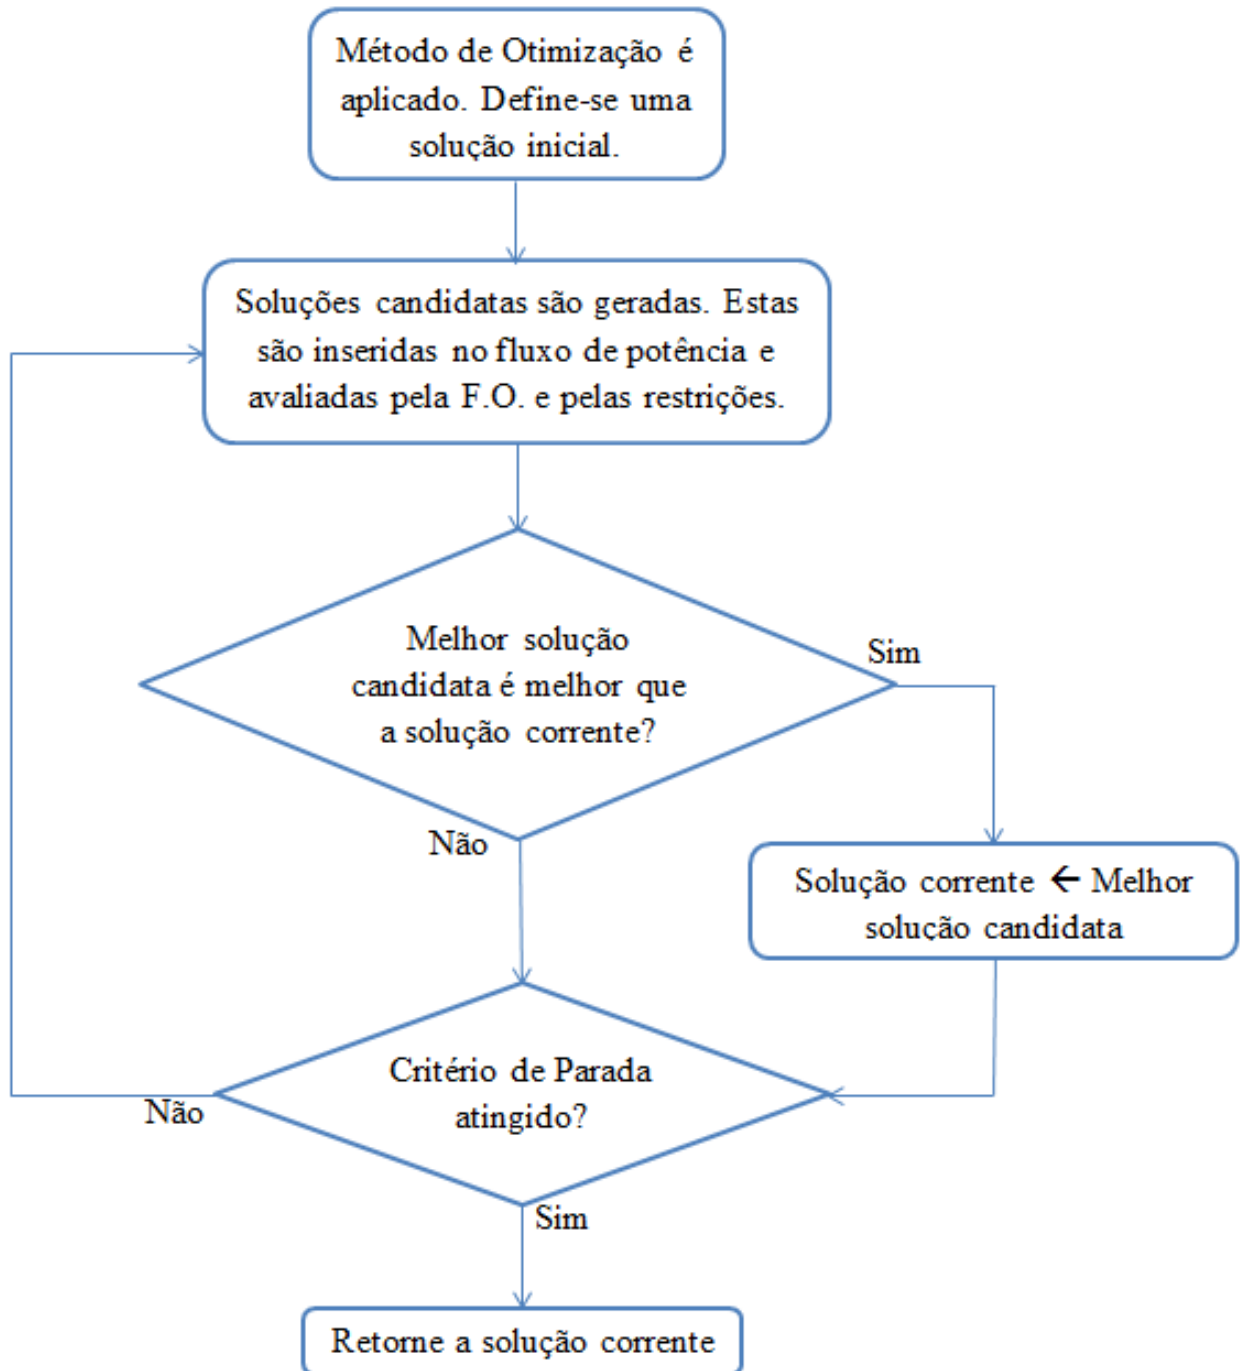 Método de Otimização é
aplicado. Define-se uma
solução inicial.
Soluções candidatas são geradas. Estas
são inseridas no fluxo de potência e
avaliadas pela F.O. e pelas restrições.
Melhor solução
candidata é melhor que
a solução corrente?
Sim
Não
Solução corrente ← Melhor
solução candidata
Critério de Parada
atingido?
Não
Sim
Retorne a solução corrente